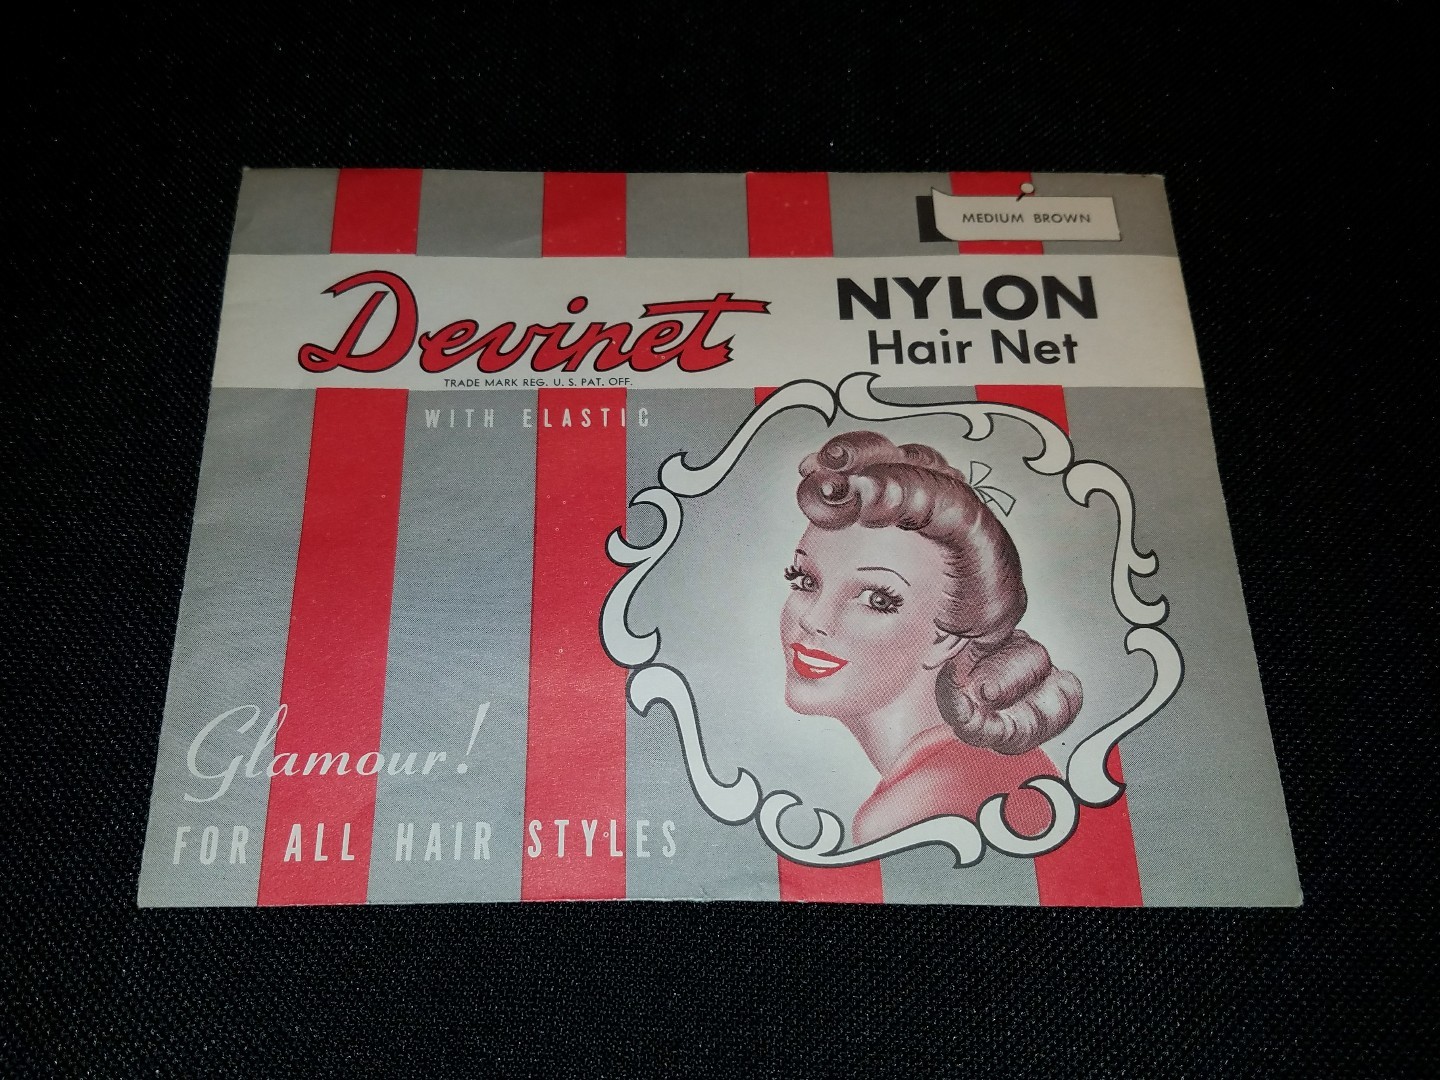 MEDIUM BROWN
Devinet
NYLON
Hair Net
TRADE MARK REG. U. S. PAT. OFF.
WITH ELASTIC
Glamour!
FOR ALL HAIR STYLES